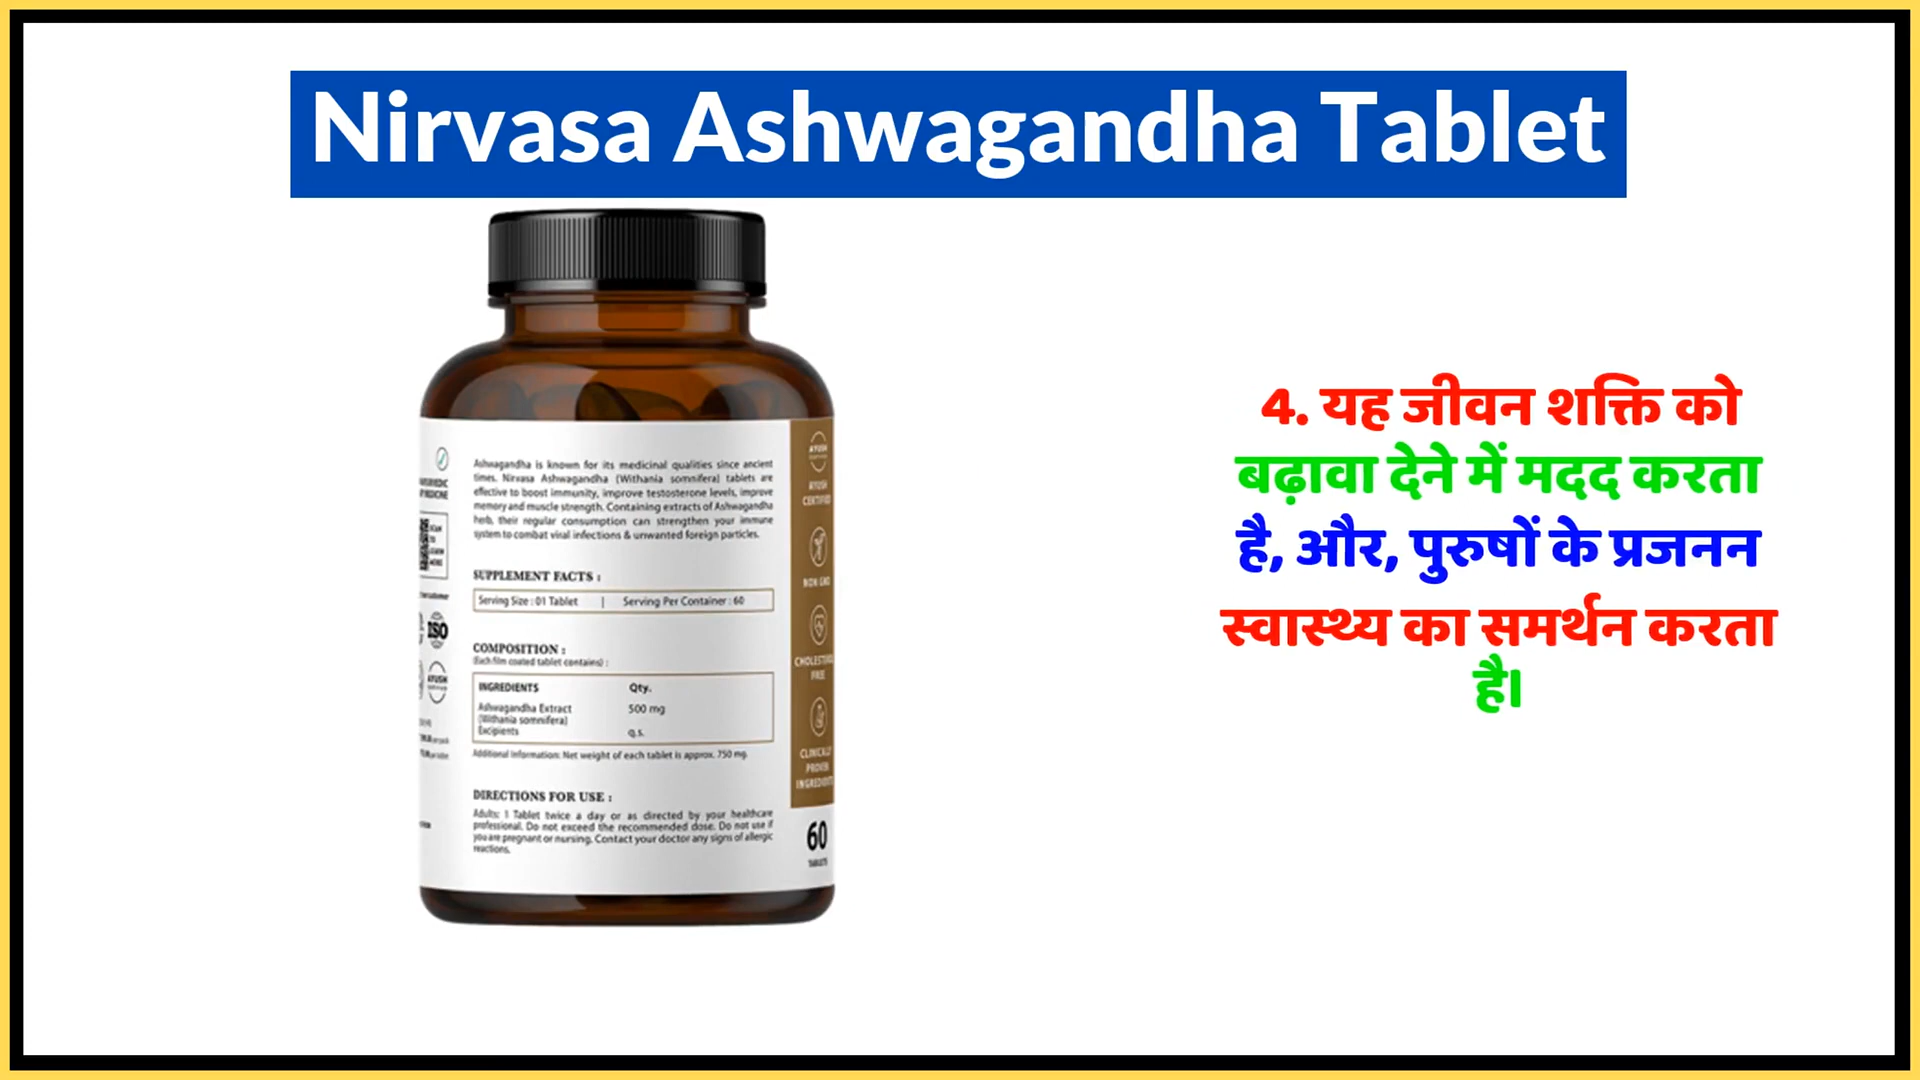 Nirvasa Ashwagandha Tablet
4. यह जीवन शक्ति को
बढ़ावा देने में मदद करता
है, और, पुरुषों के प्रजनन
स्वास्थ्य का समर्थन करता
है।
Ashwagandha is known for its medicinal qualities since ancient
times. Nirvasa Ashwagandha (Withania somnifera) tablets are
effective to boost immunity, improve testosterone levels, improve
memory and muscle strength. Containing extracts of Ashwagandha
herb, their regular consumption can strengthen your immune
system to combat viral infections & unwanted foreign particles.
SUPPLEMENT FACTS :
Serving Size : 01 Tablet | Serving Per Container : 60
COMPOSITION :
(Each film coated tablet contains) :
INGREDIENTS Qty.
Ashwagandha Extract 500 mg
(Withania somnifera)
Excipients q.s.
Additional Information: Net weight of each tablet is approx. 750 mg.
DIRECTIONS FOR USE :
Adults: 1 Tablet twice a day or as directed by your healthcare
professional. Do not exceed the recommended dose. Do not use if
you are pregnant or nursing. Contact your doctor any signs of allergic
reactions.
AYUSH
AYUSH
CERTIFIED
NON GMO
CHOLESTEROL
FREE
CLINICALLY
PROVEN
INGREDIENTS
60
TABLETS
ISO
AYUSH